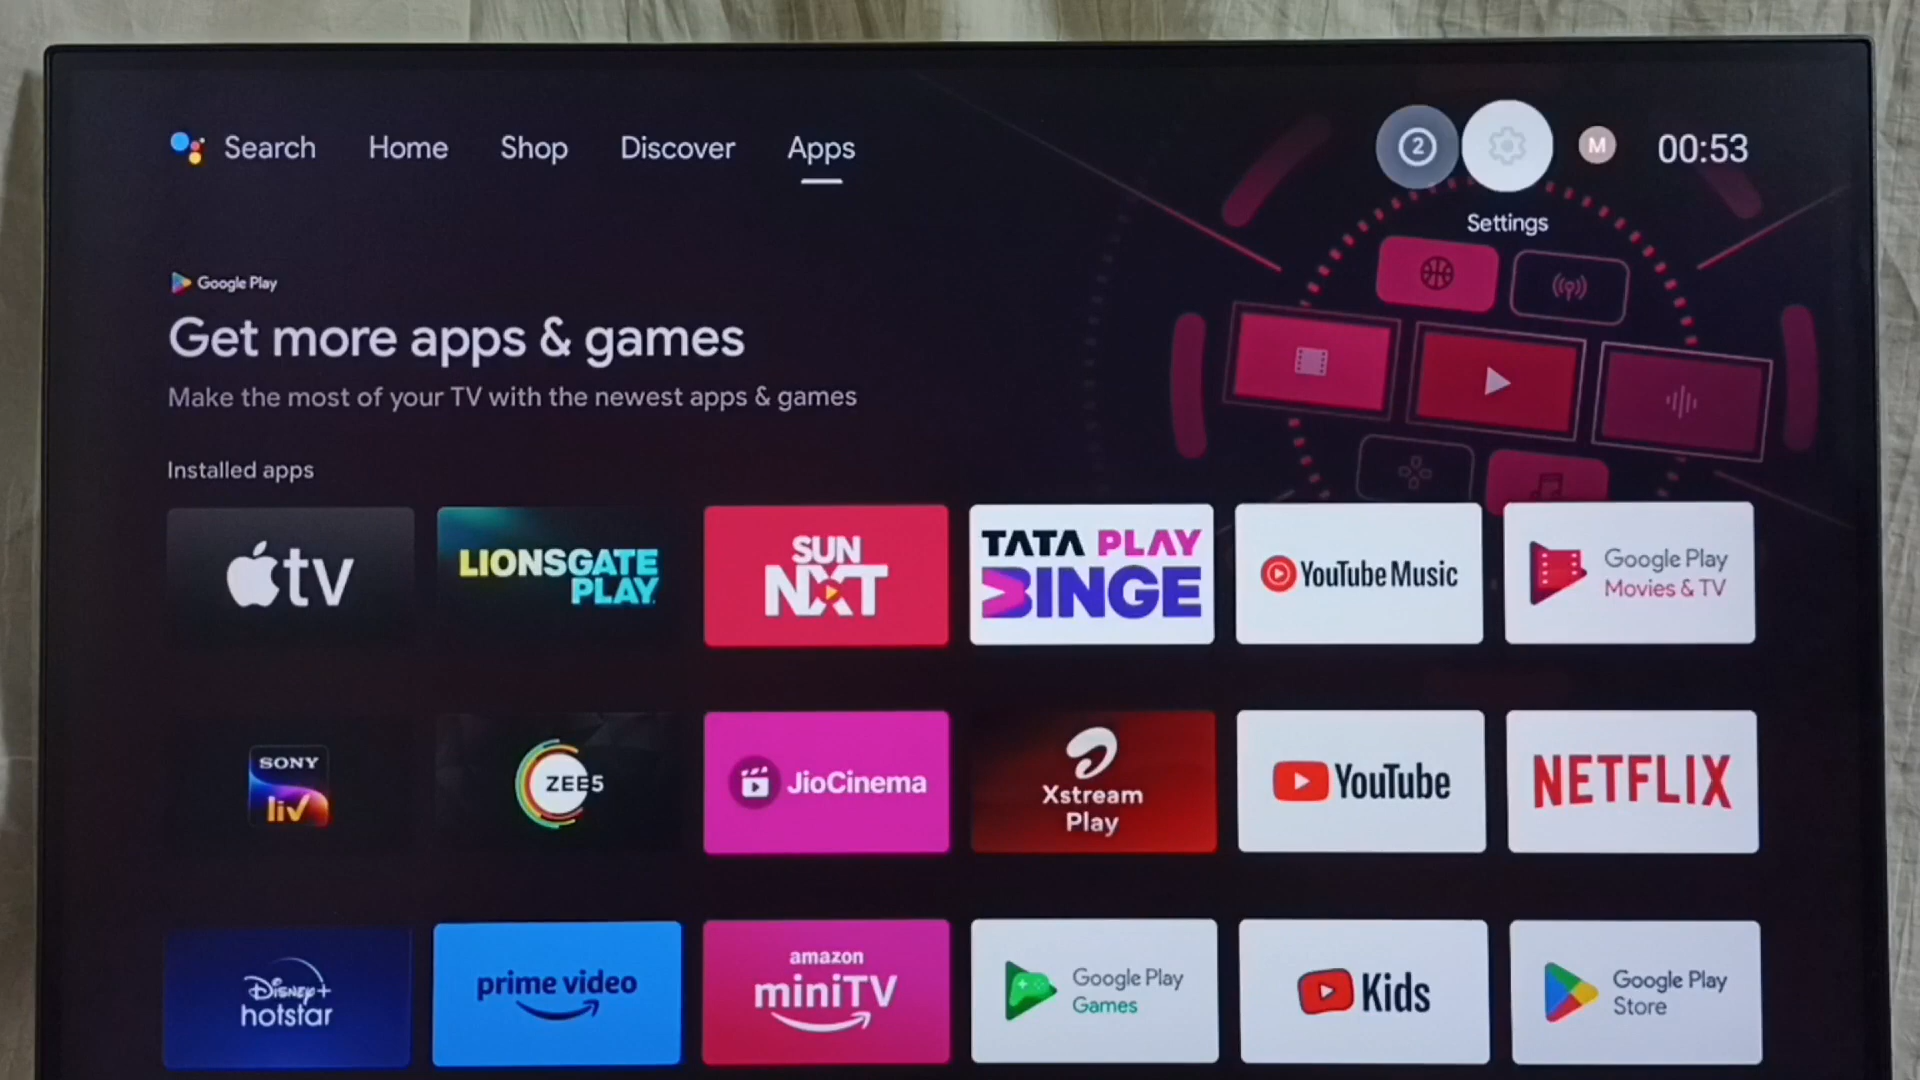 Search Home Shop Discover Apps
2
M
00:53
Settings
Google Play
Get more apps & games
Make the most of your TV with the newest apps & games
Installed apps
tv
LIONSGATE
PLAY
SUN
NXT
TATA PLAY
BINGE
YouTube Music
Google Play
Movies & TV
SONY
liv
ZEE5
JioCinema
Xstream
Play
YouTube
NETFLIX
Disney+
hotstar
prime video
amazon
miniTV
Google Play
Games
Kids
Google Play
Store